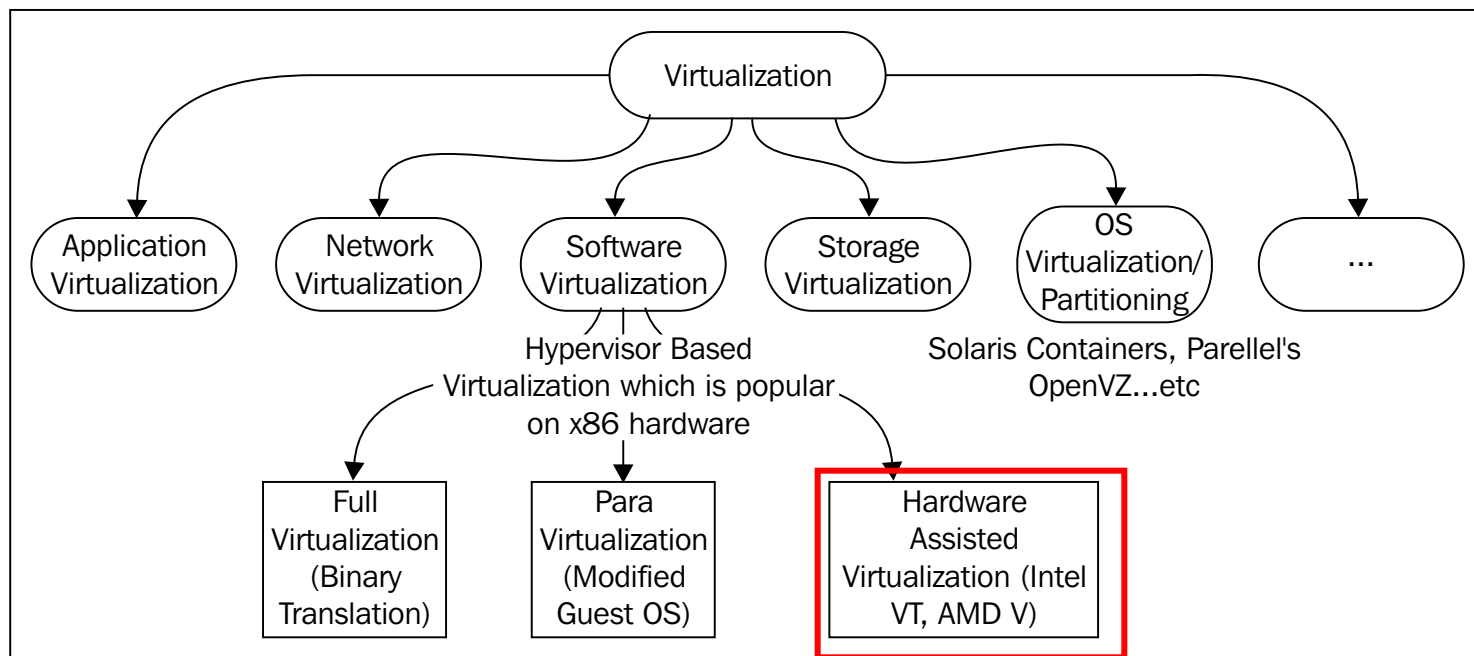 Virtualization
Application
Virtualization
Network
Virtualization
Software
Virtualization
Storage
Virtualization
OS
Virtualization/
Partitioning
...
Hypervisor Based
Virtualization which is popular
on x86 hardware
Solaris Containers, Parellel's
OpenVZ...etc
Full
Virtualization
(Binary
Translation)
Para
Virtualization
(Modified
Guest OS)
Hardware
Assisted
Virtualization (Intel
VT, AMD V)